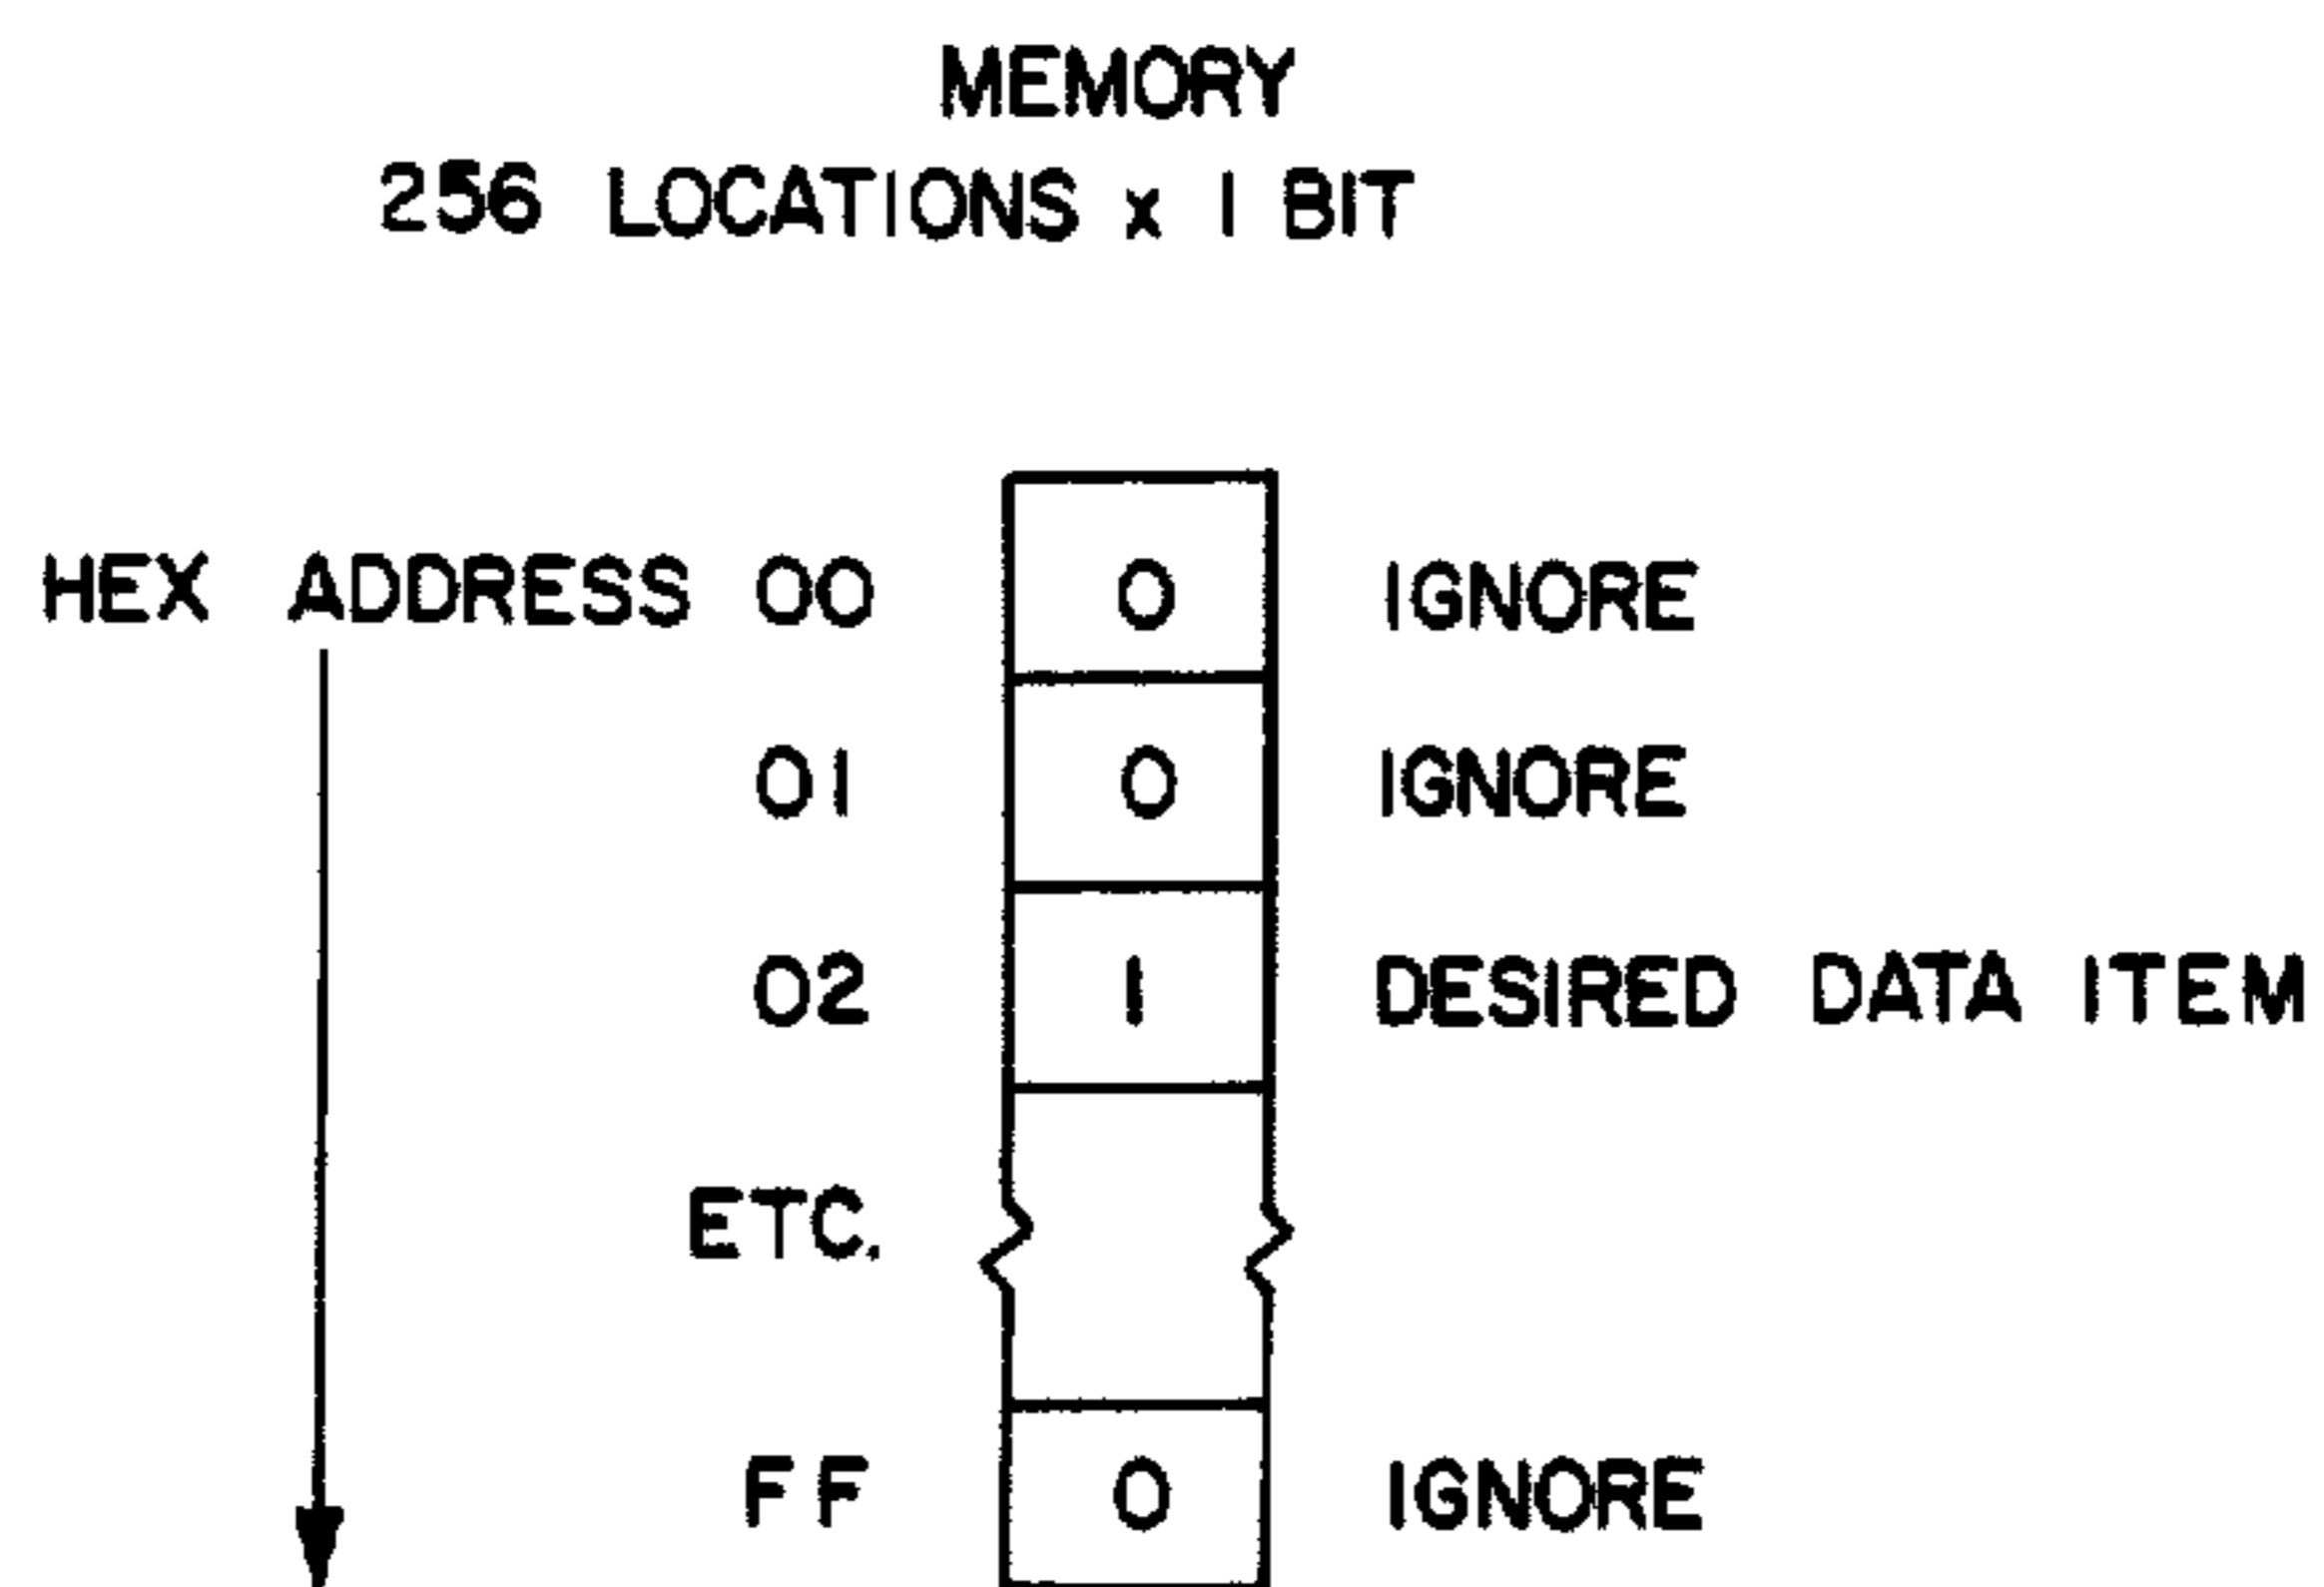 MEMORY
256 LOCATIONS x 1 BIT
HEX ADDRESS 00 0 IGNORE
01 0 IGNORE
02 1 DESIRED DATA ITEM
ETC.
FF 0 IGNORE